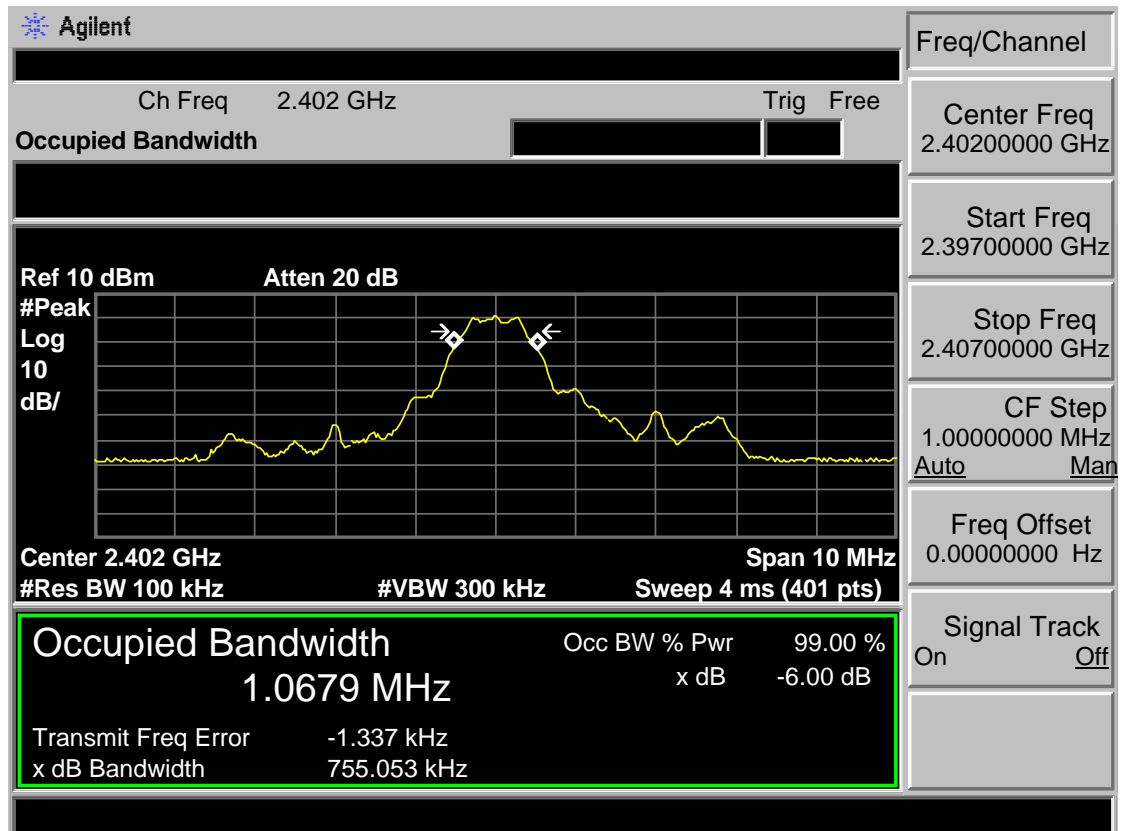 Agilent
Freq/Channel
Ch Freq 2.402 GHz Trig Free
Occupied Bandwidth
Center Freq
2.40200000 GHz
Start Freq
2.39700000 GHz
Stop Freq
2.40700000 GHz
CF Step
1.00000000 MHz
Auto Man
Freq Offset
0.00000000 Hz
Signal Track
On Off
Ref 10 dBm Atten 20 dB
#Peak
Log
10
dB/
Center 2.402 GHz Span 10 MHz
#Res BW 100 kHz #VBW 300 kHz Sweep 4 ms (401 pts)
Occupied Bandwidth Occ BW % Pwr 99.00 %
1.0679 MHz x dB -6.00 dB
Transmit Freq Error -1.337 kHz
x dB Bandwidth 755.053 kHz